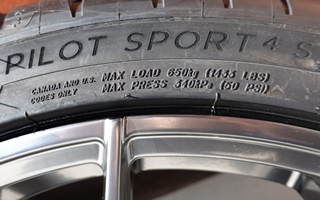 PILOT SPORT 4 S
CANADA AND U.S. CODES ONLY
MAX LOAD 650kg (1433 LBS)
MAX PRESS 340kPa (50 PSI)